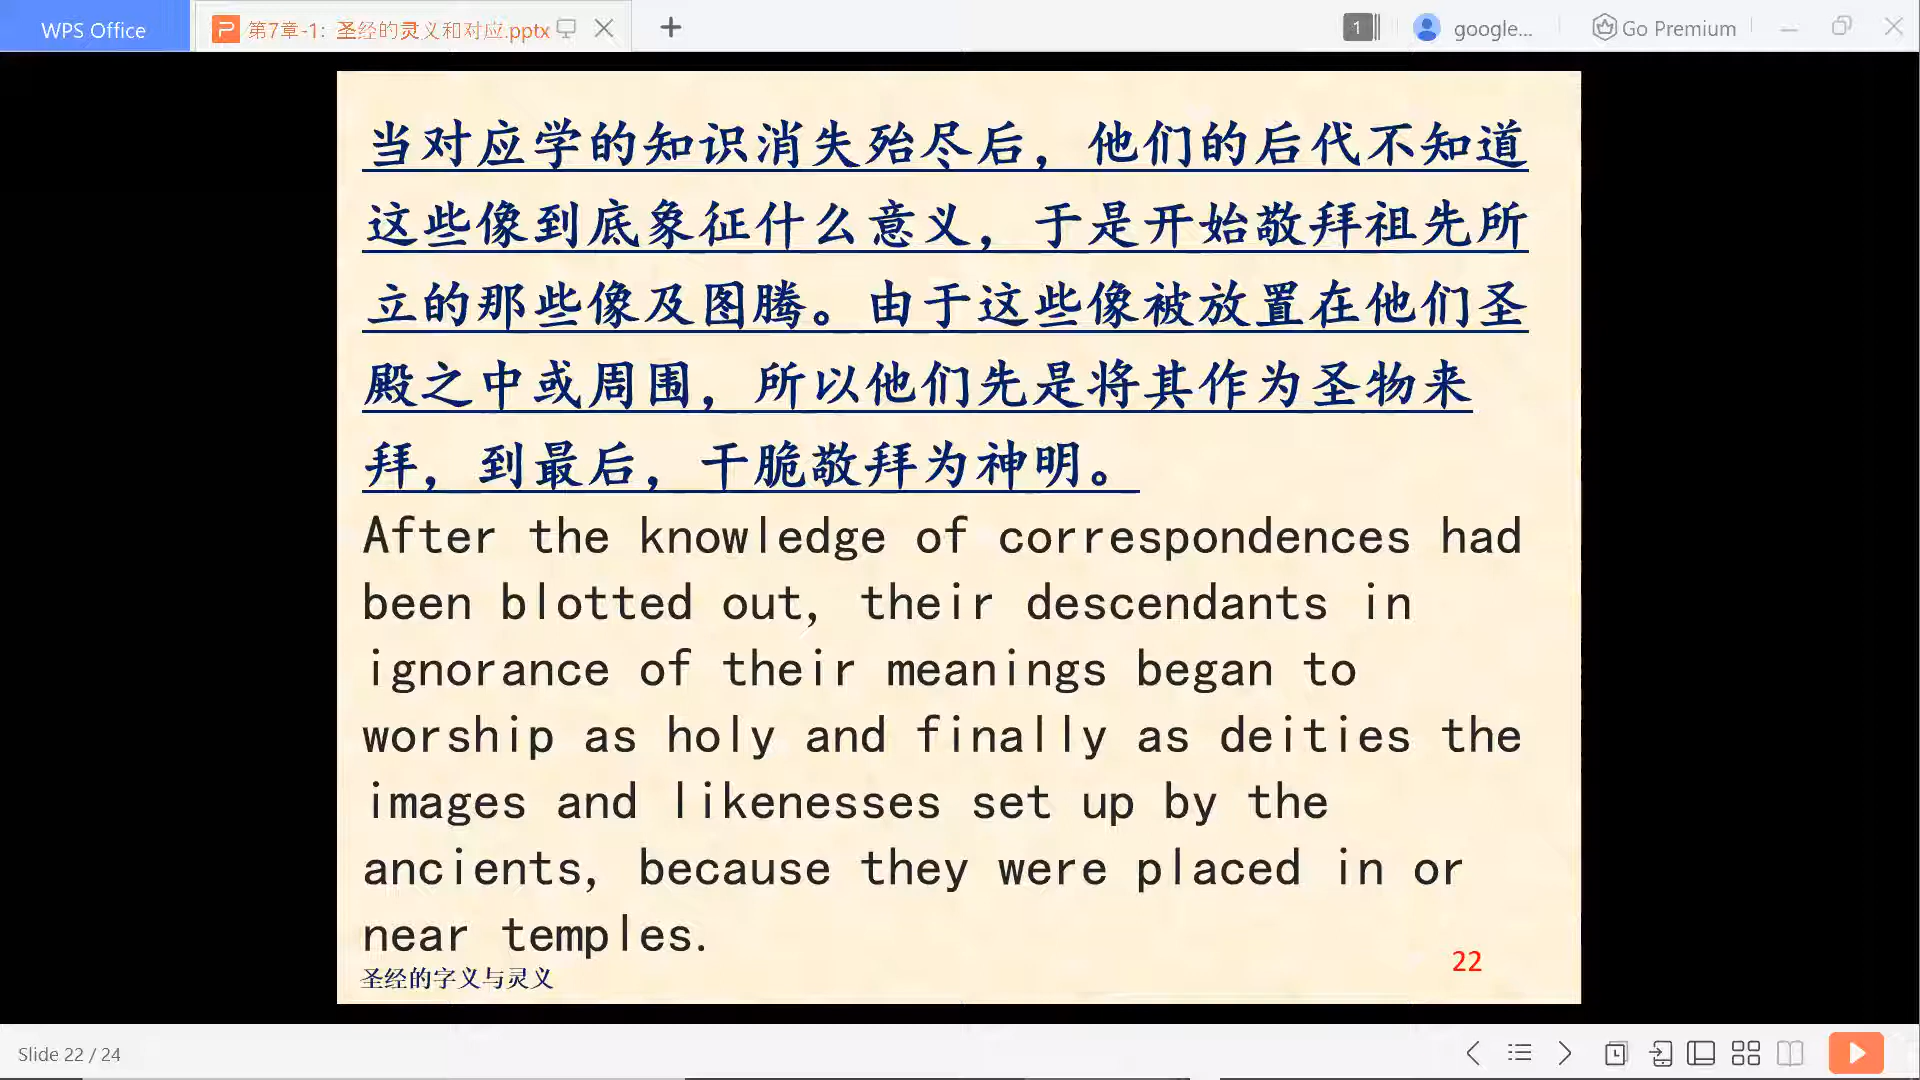 WPS Office
第7章-1：圣经的灵义和对应.pptx
1
google...
Go Premium
当对应学的知识消失殆尽后，他们的后代不知道
这些像到底象征什么意义，于是开始敬拜祖先所
立的那些像及图腾。由于这些像被放置在他们圣
殿之中或周围，所以他们先是将其作为圣物来
拜，到最后，干脆敬拜为神明。
After the knowledge of correspondences had
been blotted out, their descendants in
ignorance of their meanings began to
worship as holy and finally as deities the
images and likenesses set up by the
ancients, because they were placed in or
near temples.
圣经的字义与灵义
22
Slide 22 / 24